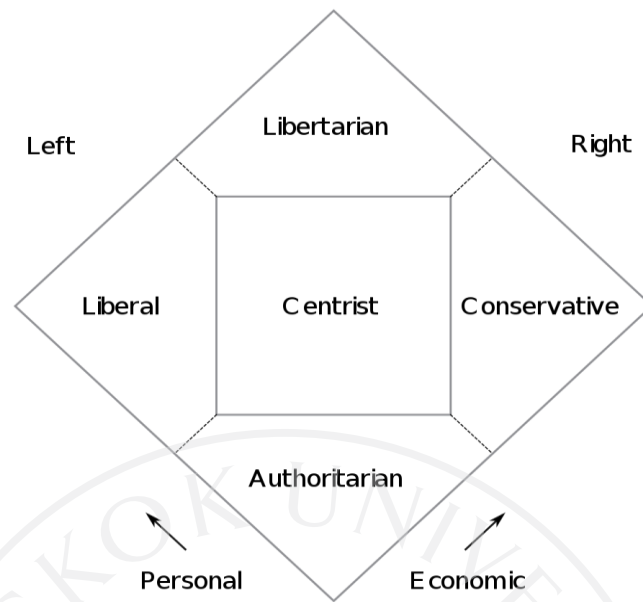 Libertarian
Left
Right
Liberal
Centrist
Conservative
Authoritarian
Personal
Economic